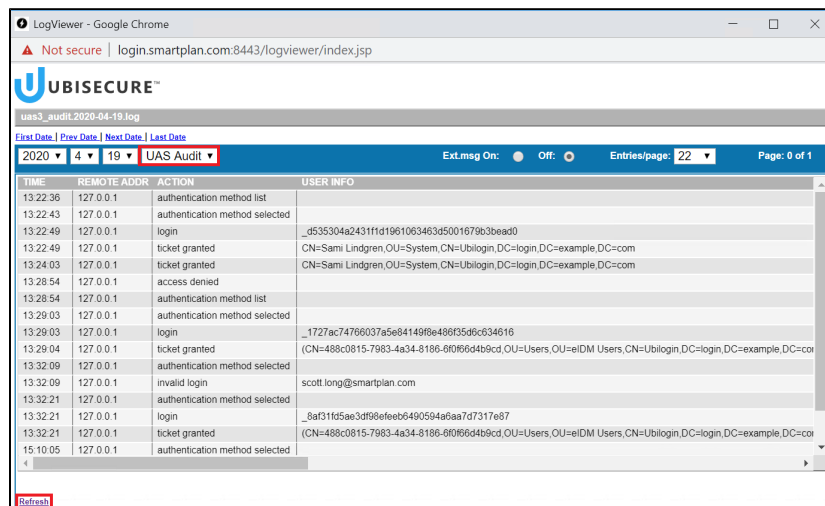 LogViewer - Google Chrome
Not secure | login.smartplan.com:8443/logviewer/index.jsp
UBISECURE™
uas3_audit.2020-04-19.log
First Date | Prev Date | Next Date | Last Date
2020 4 19 UAS Audit Ext.msg On: Off: Entries/page: 22 Page: 0 of 1
TIME REMOTE ADDR ACTION USER INFO
13:22:36 127.0.0.1 authentication method list
13:22:43 127.0.0.1 authentication method selected
13:22:49 127.0.0.1 login _d535304a2431f1d1961063463d5001679b3bead0
13:22:49 127.0.0.1 ticket granted CN=Sami Lindgren,OU=System,CN=Ubilogin,DC=login,DC=example,DC=com
13:24:03 127.0.0.1 ticket granted CN=Sami Lindgren,OU=System,CN=Ubilogin,DC=login,DC=example,DC=com
13:28:54 127.0.0.1 access denied
13:28:54 127.0.0.1 authentication method list
13:29:03 127.0.0.1 authentication method selected
13:29:03 127.0.0.1 login _1727ac74766037a5e84149f8e486f35d6c634616
13:29:04 127.0.0.1 ticket granted (CN=488c0815-7983-4a34-8186-6f0f66d4b9cd,OU=Users,OU=eIDM Users,CN=Ubilogin,DC=login,DC=example,DC=co
13:32:09 127.0.0.1 authentication method selected
13:32:09 127.0.0.1 invalid login scott.long@smartplan.com
13:32:21 127.0.0.1 authentication method selected
13:32:21 127.0.0.1 login _8af31fd5ae3df98efeeb6490594a6aa7d7317e87
13:32:21 127.0.0.1 ticket granted (CN=488c0815-7983-4a34-8186-6f0f66d4b9cd,OU=Users,OU=eIDM Users,CN=Ubilogin,DC=login,DC=example,DC=co
15:10:05 127.0.0.1 authentication method selected
Refresh